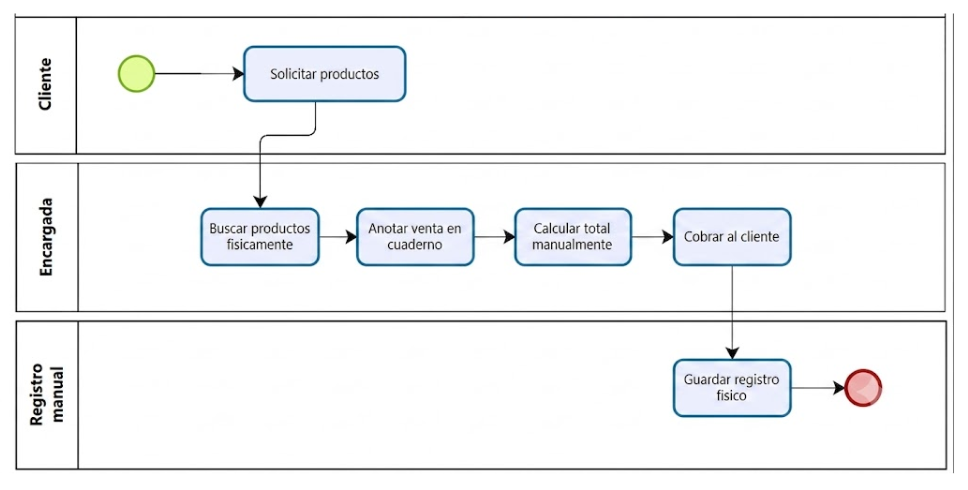 Cliente
Solicitar productos
Encargada
Buscar productos
fisicamente
Anotar venta en
cuaderno
Calcular total
manualmente
Cobrar al cliente
Registro
manual
Guardar registro
fisico